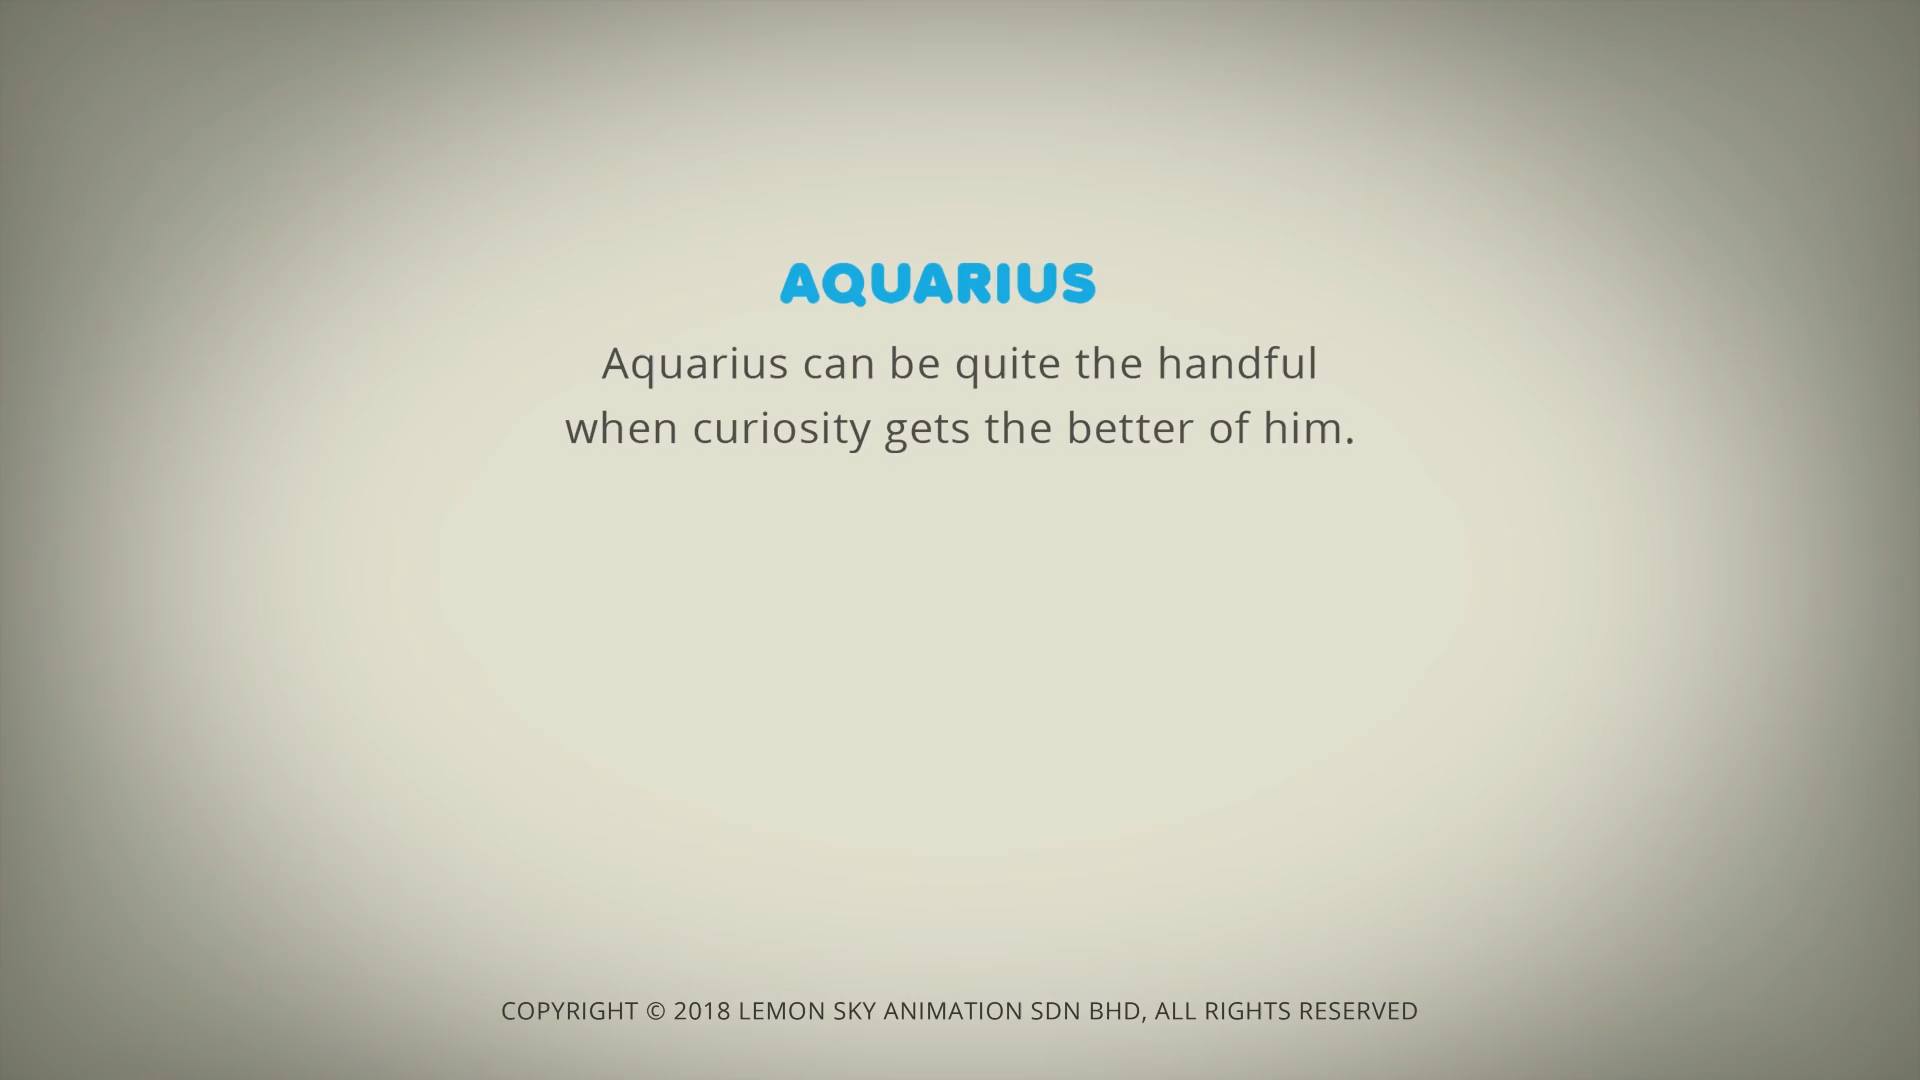 AQUARIUS
Aquarius can be quite the handful
when curiosity gets the better of him.
COPYRIGHT © 2018 LEMON SKY ANIMATION SDN BHD, ALL RIGHTS RESERVED